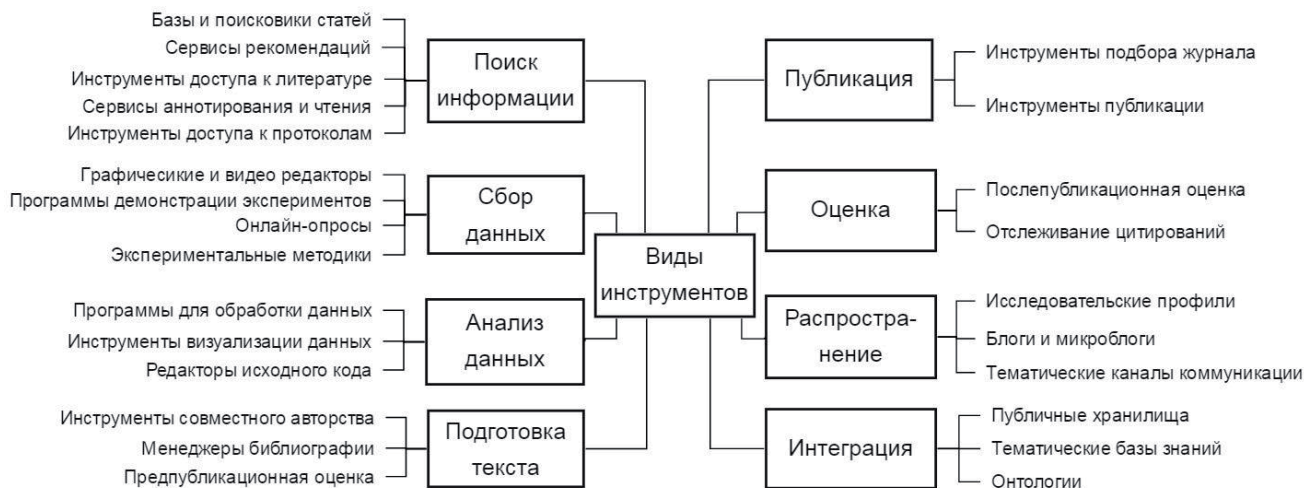 Базы и поисковики статей
Сервисы рекомендаций
Инструменты доступа к литературе
Сервисы аннотирования и чтения
Инструменты доступа к протоколам
Поиск
информации
Графичесикие и видео редакторы
Программы демонстрации экспериментов
Онлайн-опросы
Экспериментальные методики
Сбор
данных
Программы для обработки данных
Инструменты визуализации данных
Редакторы исходного кода
Анализ
данных
Инструменты совместного авторства
Менеджеры библиографии
Предпубликационная оценка
Подготовка
текста
Виды
инструментов
Публикация
Инструменты подбора журнала
Инструменты публикации
Оценка
Послепубликационная оценка
Отслеживание цитирований
Распростра-
нение
Исследовательские профили
Блоги и микроблоги
Тематические каналы коммуникации
Интеграция
Публичные хранилища
Тематические базы знаний
Онтологии